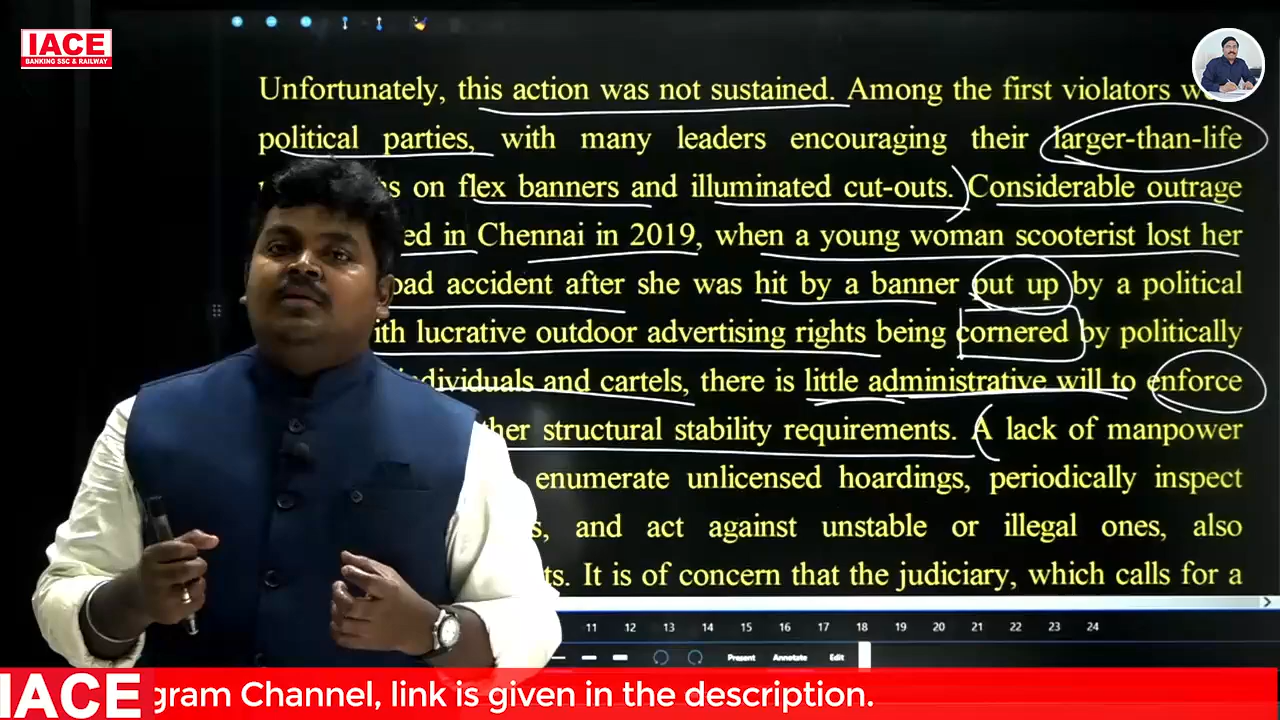 IACE
BANKING SSC & RAILWAY
Unfortunately, this action was not sustained. Among the first violators
political parties, with many leaders encouraging their larger-than-life
on flex banners and illuminated cut-outs. Considerable outrage
in Chennai in 2019, when a young woman scooterist lost her
accident after she was hit by a banner put up by a political
lucrative outdoor advertising rights being cornered by politically
individuals and cartels, there is little administrative will to enforce
structural stability requirements. A lack of manpower
enumerate unlicensed hoardings, periodically inspect
and act against unstable or illegal ones, also
It is of concern that the judiciary, which calls for a
11 12 13 14 15 16 17 18 19 20 21 22 23 24
Present Annotate Edit
IACE gram Channel, link is given in the description.